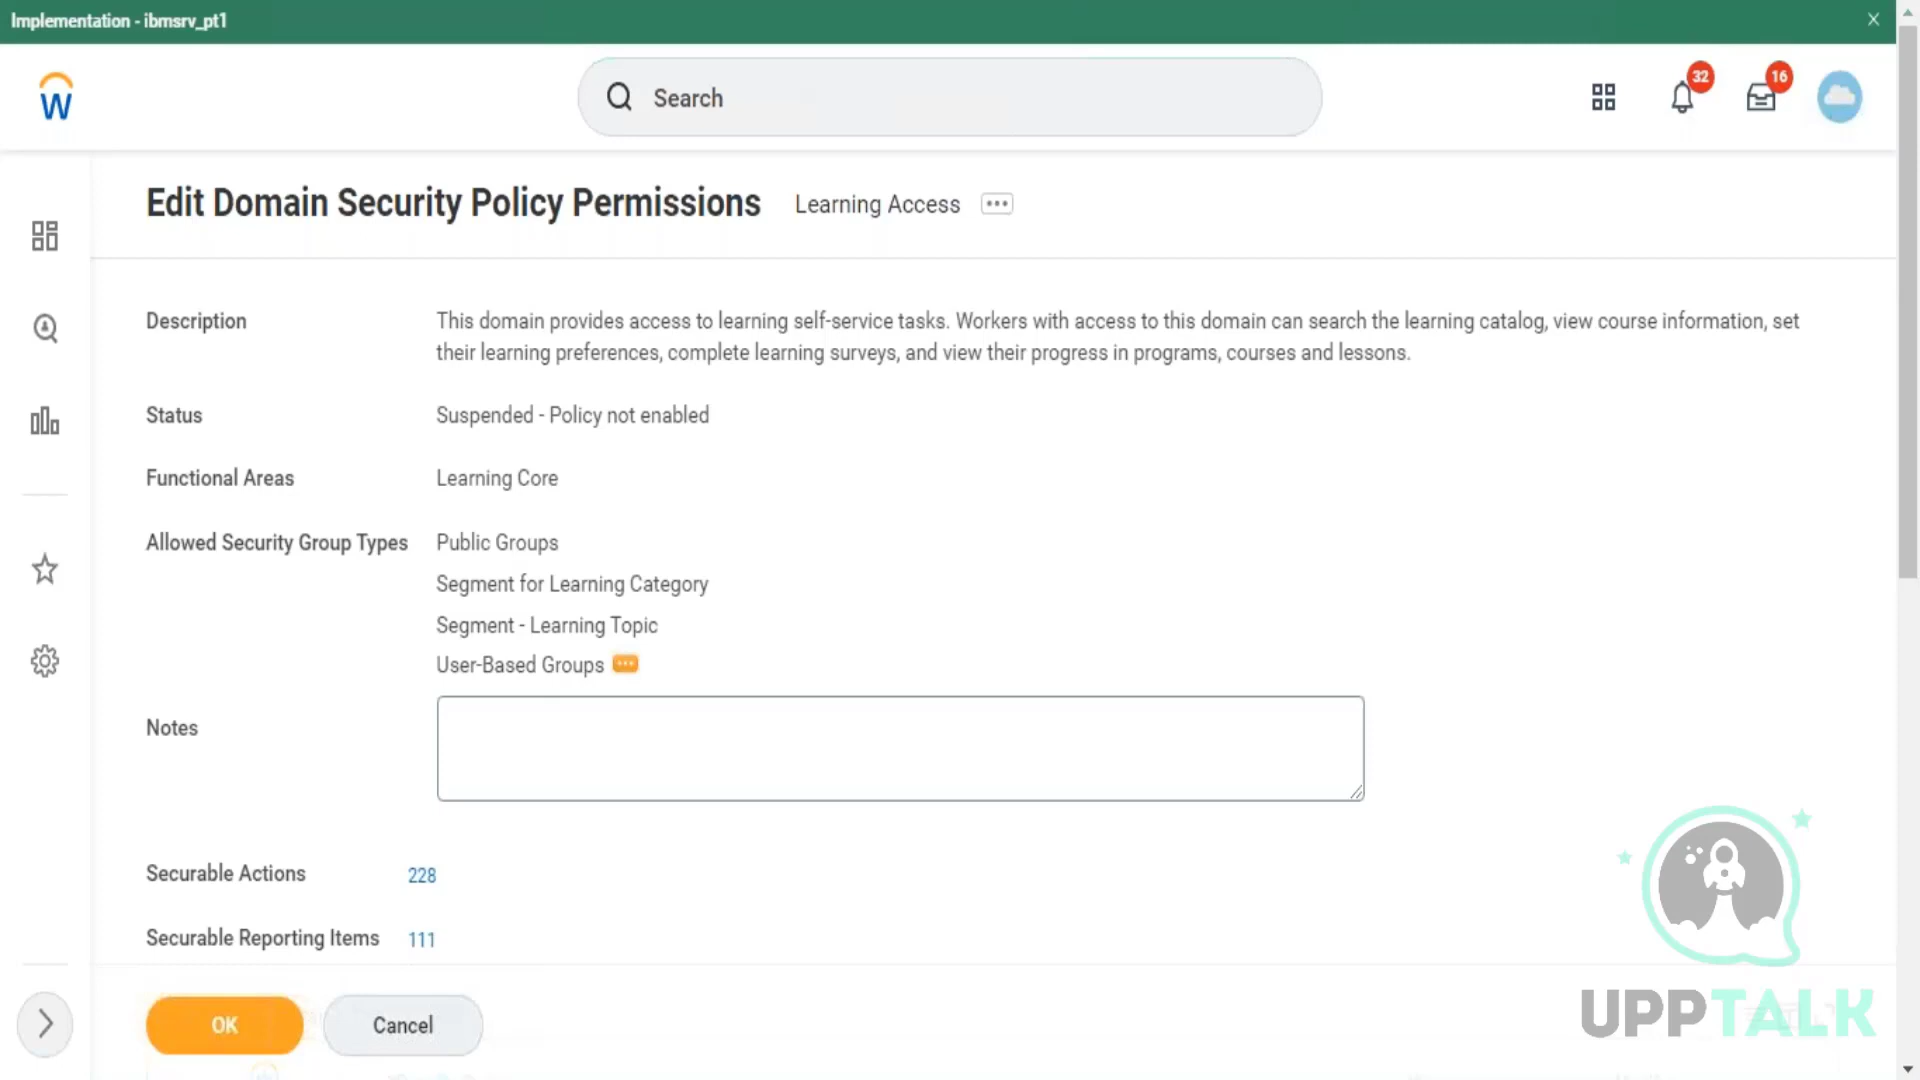 Implementation - ibmsrv_pt1
W
Search
32
16
Edit Domain Security Policy Permissions Learning Access
Description
This domain provides access to learning self-service tasks. Workers with access to this domain can search the learning catalog, view course information, set
their learning preferences, complete learning surveys, and view their progress in programs, courses and lessons.
Status Suspended - Policy not enabled
Functional Areas Learning Core
Allowed Security Group Types Public Groups
Segment for Learning Category
Segment - Learning Topic
User-Based Groups
Notes
Securable Actions 228
Securable Reporting Items 111
OK Cancel
UPPTALK